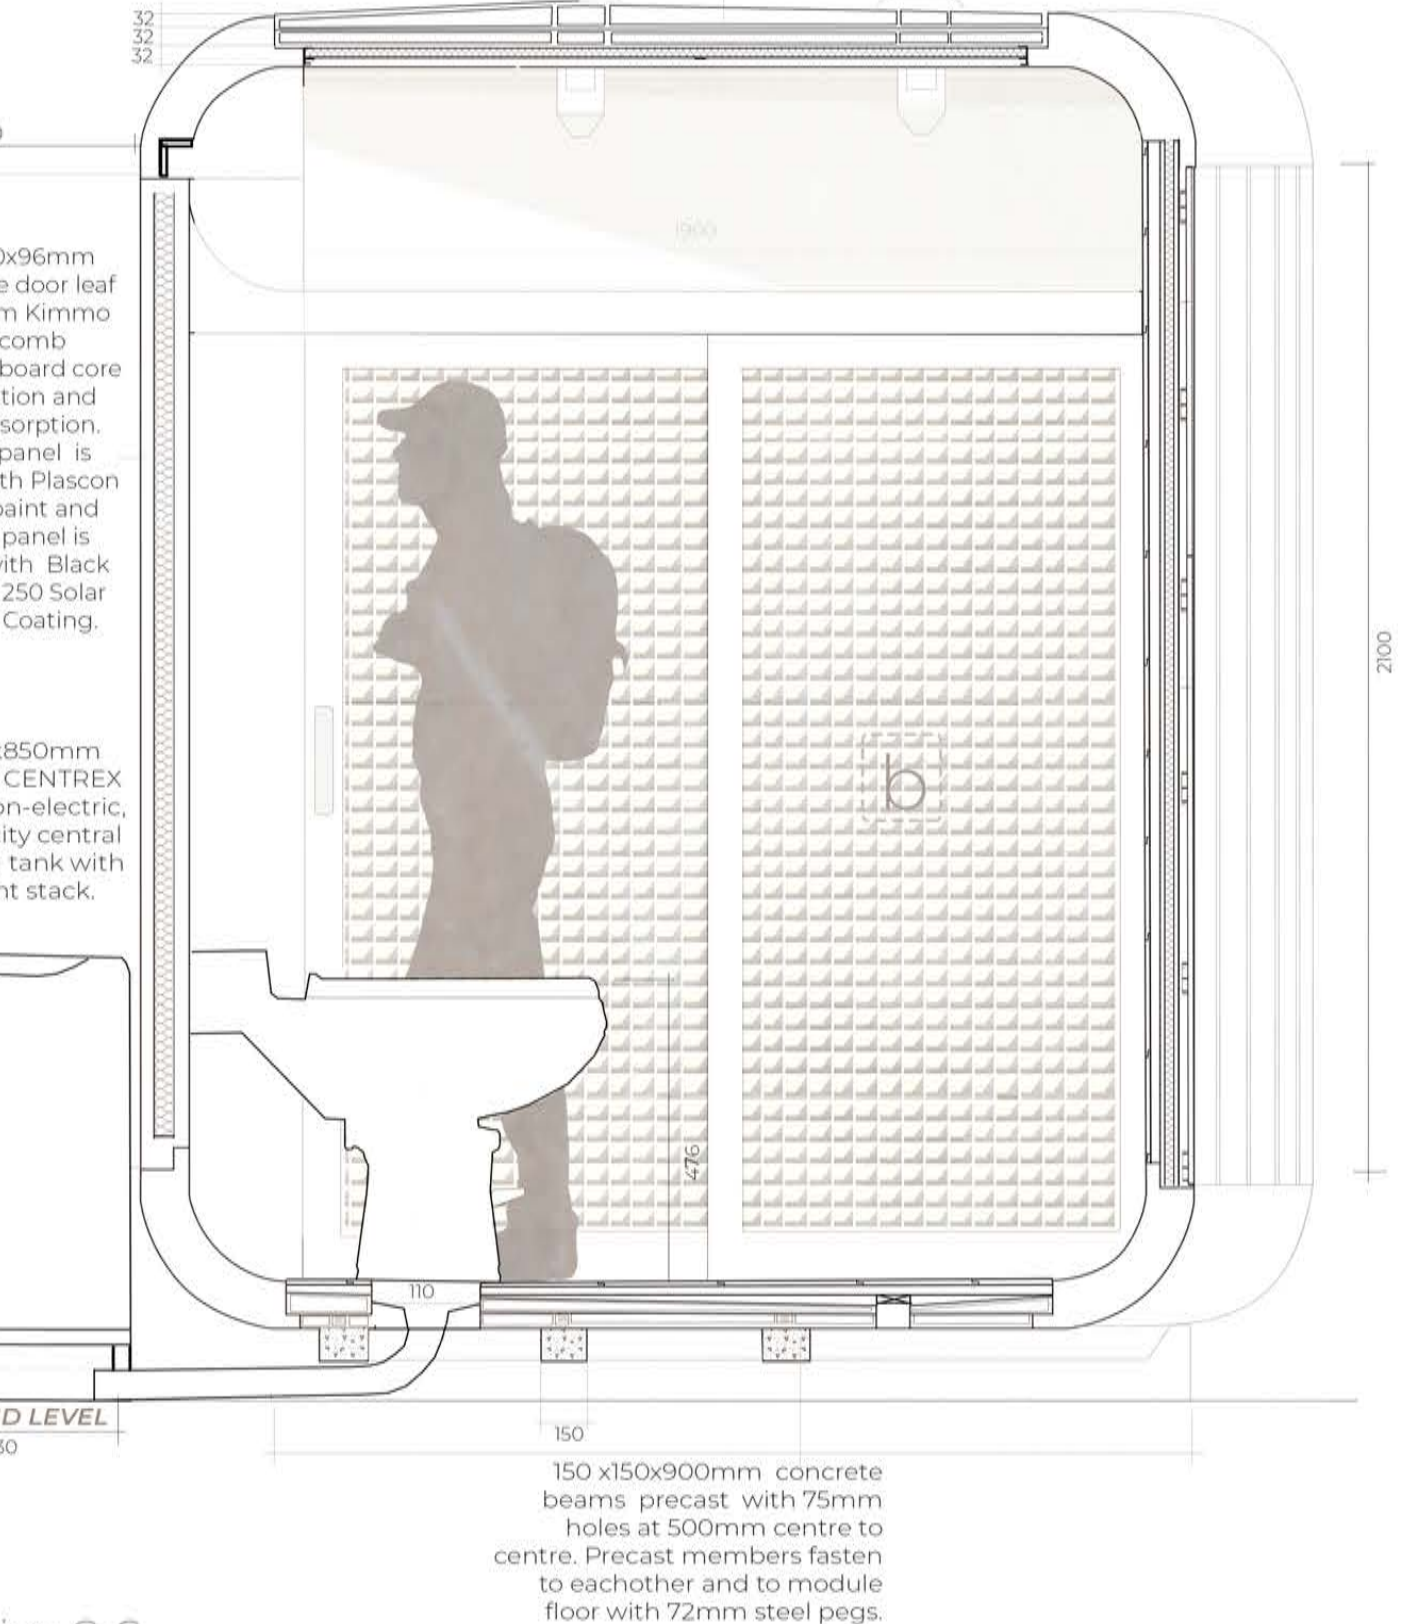 32
32
32
1900
0x96mm
e door leaf
m Kimmo
comb
board core
tion and
sorption.
panel is
th Plascon
paint and
panel is
with Black
250 Solar
Coating.
2100
b
x850mm
CENTREX
on-electric,
ity central
tank with
nt stack.
476
110
D LEVEL
30
150
150 x150x900mm concrete
beams precast with 75mm
holes at 500mm centre to
centre. Precast members fasten
to eachother and to module
floor with 72mm steel pegs.